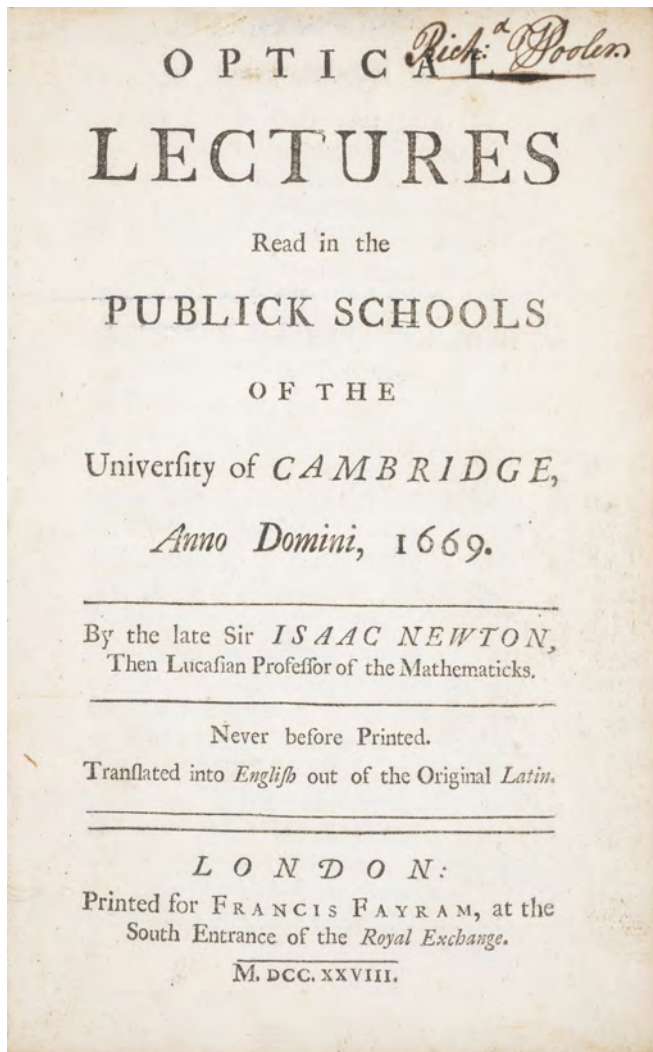 Rich:d Poolen
OPTICAL
LECTURES
Read in the
PUBLICK SCHOOLS
OF THE
Univerſity of CAMBRIDGE,
Anno Domini, 1669.
By the late Sir ISAAC NEWTON,
Then Lucaſian Profeſſor of the Mathematicks.
Never before Printed.
Tranſlated into Engliſh out of the Original Latin.
LONDON:
Printed for FRANCIS FAYRAM, at the
South Entrance of the Royal Exchange.
M. DCC. XXVIII.